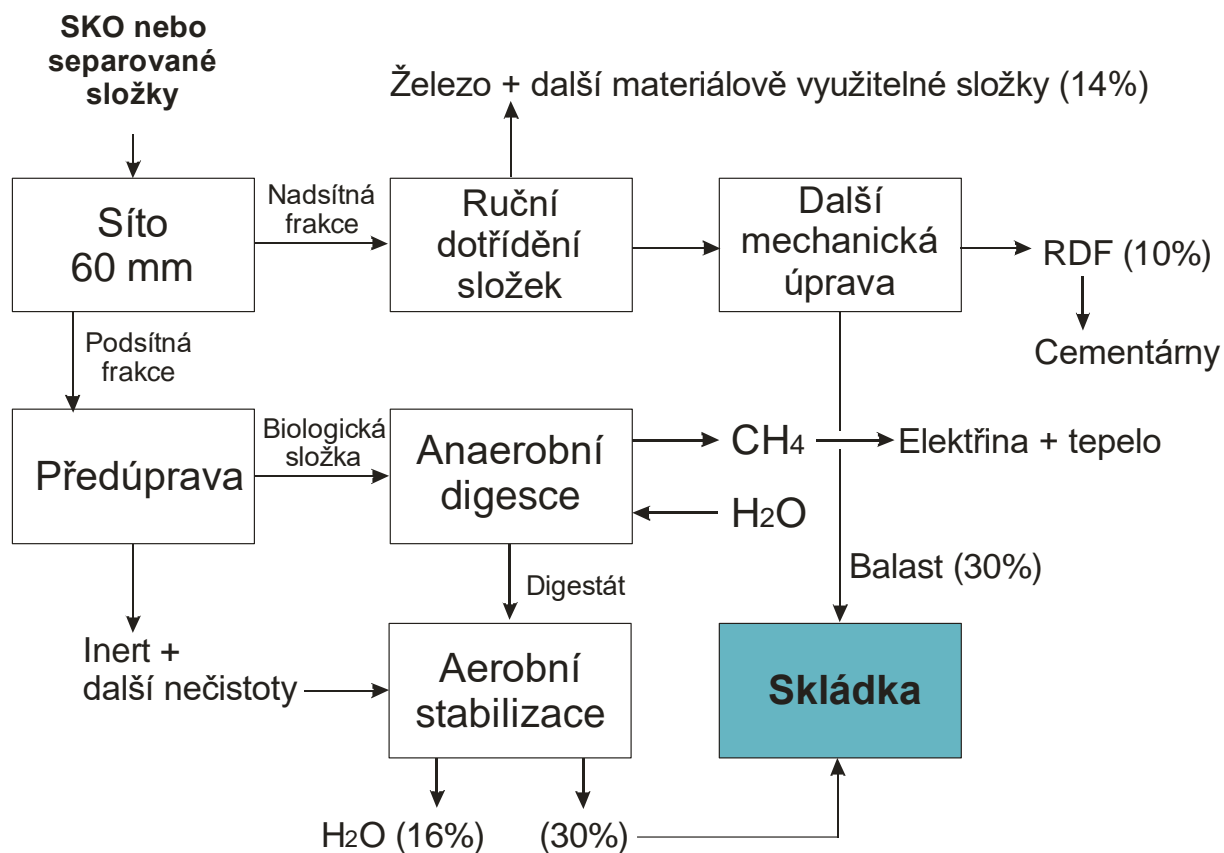 SKO nebo
separované
složky
Železo + další materiálově využitelné složky (14%)
Síto
60 mm
Nadsítná
frakce
Ruční
dotřídění
složek
Další
mechanická
úprava
RDF (10%)
Cementárny
Podsítná
frakce
Předúprava
Biologická
složka
Anaerobní
digesce
CH4
Elektřina + tepelo
H2O
Digestát
Balast (30%)
Inert +
další nečistoty
Aerobní
stabilizace
Skládka
H2O (16%)
(30%)